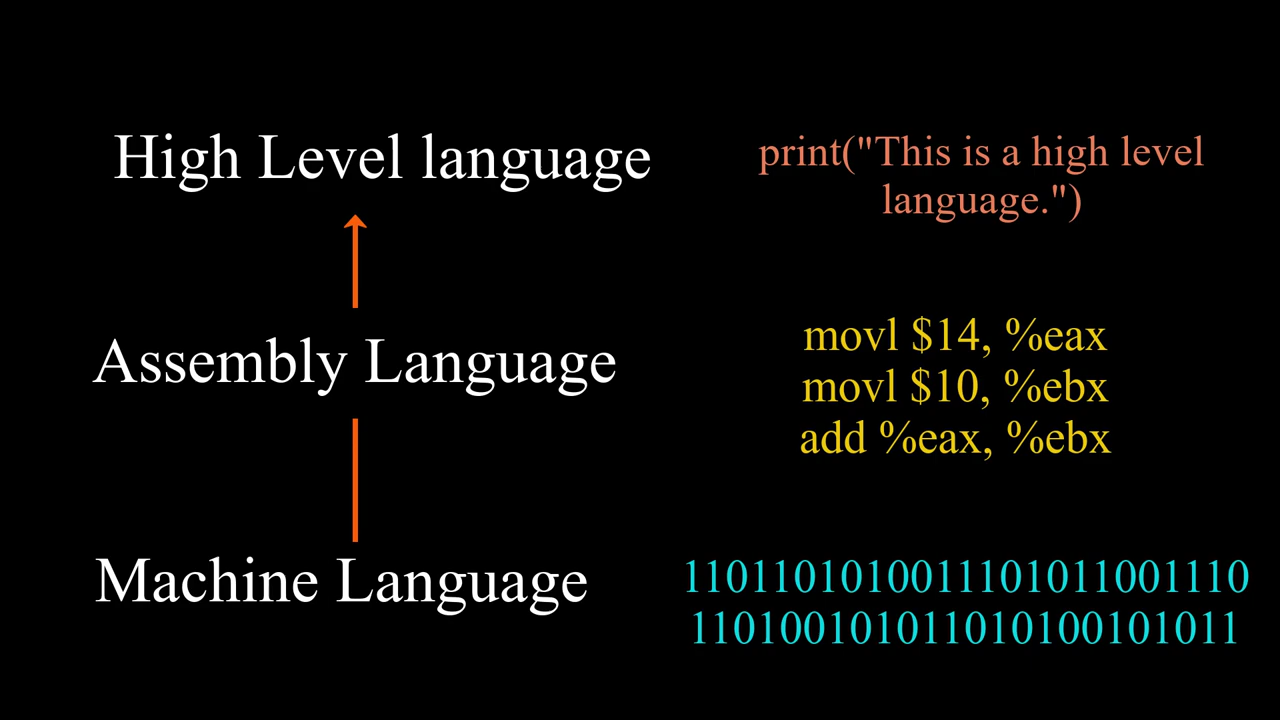 High Level language
print("This is a high level
language.")
Assembly Language
movl $14, %eax
movl $10, %ebx
add %eax, %ebx
Machine Language
1101101010011101011001110
110100101011010100101011